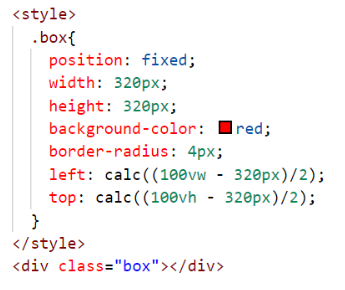 <style>
.box{
position: fixed;
width: 320px;
height: 320px;
background-color: red;
border-radius: 4px;
left: calc((100vw - 320px)/2);
top: calc((100vh - 320px)/2);
}
</style>
<div class="box"></div>